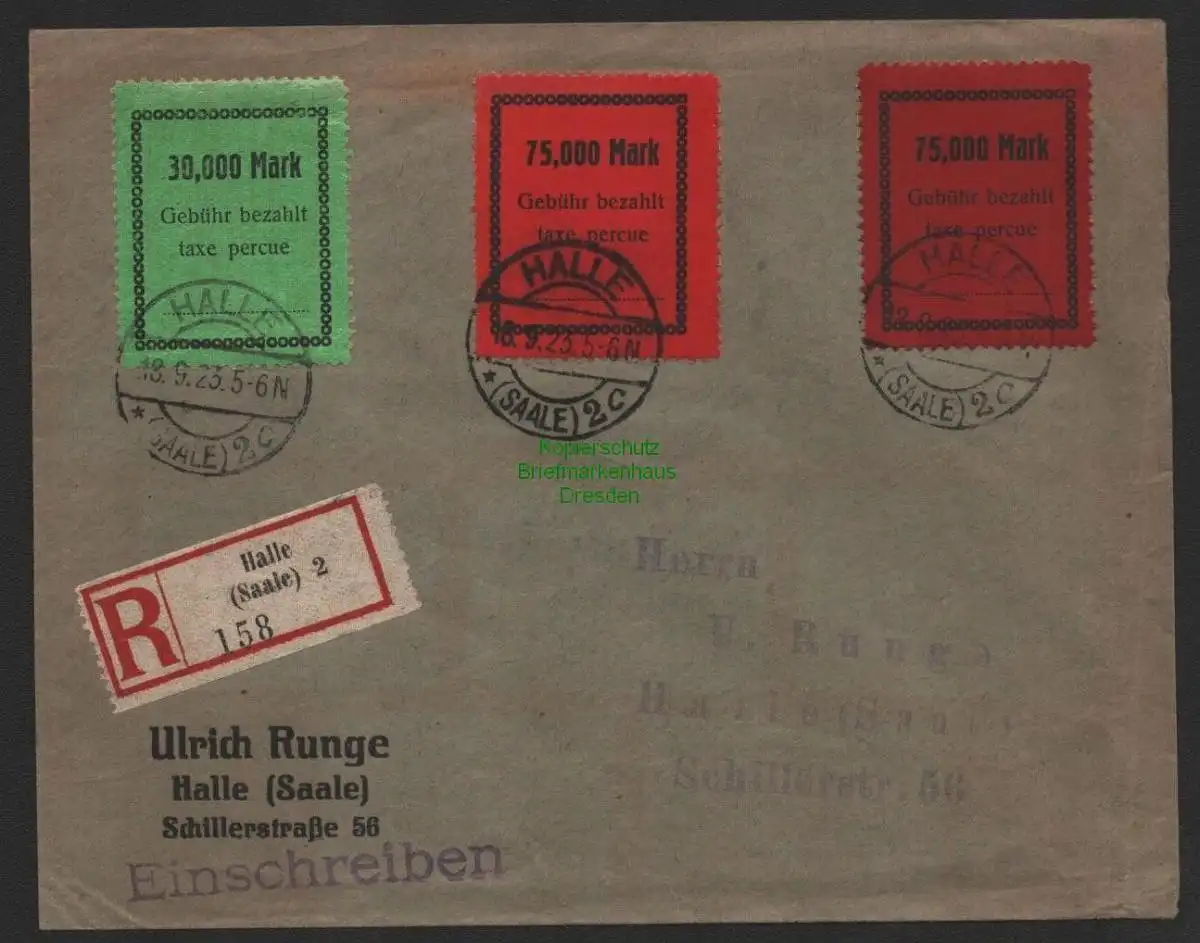 30,000 Mark
Gebühr bezahlt
taxe percue
75,000 Mark
Gebühr bezahlt
taxe percue
75,000 Mark
Gebühr bezahlt
taxe percue
HALLE
18.9.23.5-6N
* (SAALE) 2c
HALLE
18.9.23.5-6N
* (SAALE) 2c
HALLE
* (SAALE) 2c
Kopierschutz
Briefmarkenhaus
Dresden
R
Halle
(Saale) 2
158
Herrn
U. Runge
Halle (Saale)
Schillerstr. 56
Ulrich Runge
Halle (Saale)
Schillerstraße 56
Einschreiben